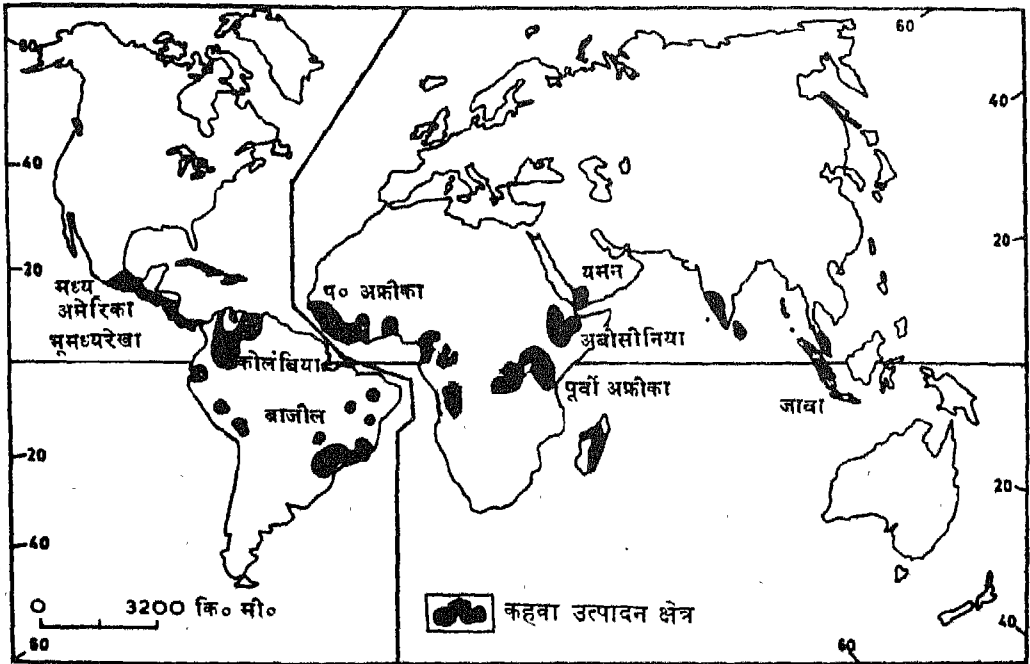 60
60
40
40
20
20
मध्य
अमेरिका
भूमध्यरेखा
प० अफ्रीका
यमन
अबीसीनिया
कोलंबिया
पूर्वी अफ्रीका
ब्राजील
जावा
20
20
40
40
0 3200 कि० मी०
कहवा उत्पादन क्षेत्र
60
60